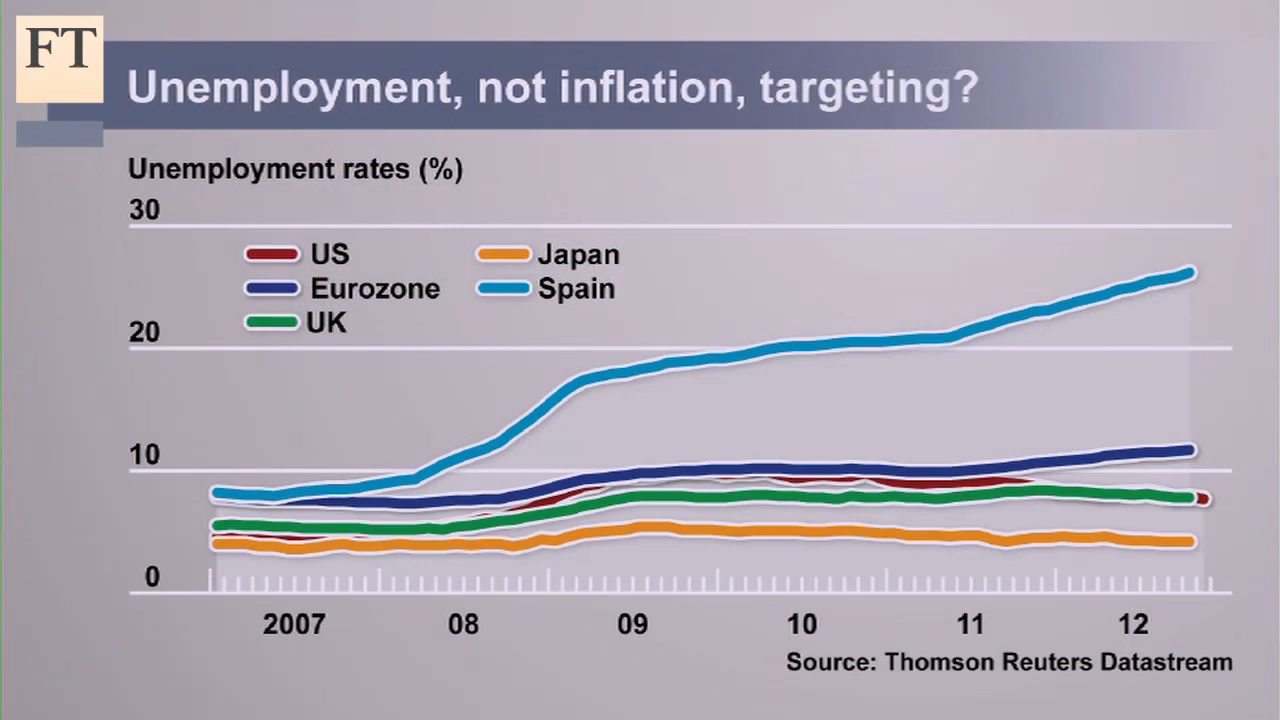 FT
Unemployment, not inflation, targeting?
Unemployment rates (%)
30
US
Japan
Eurozone
Spain
UK
20
10
0
2007 08 09 10 11 12
Source: Thomson Reuters Datastream